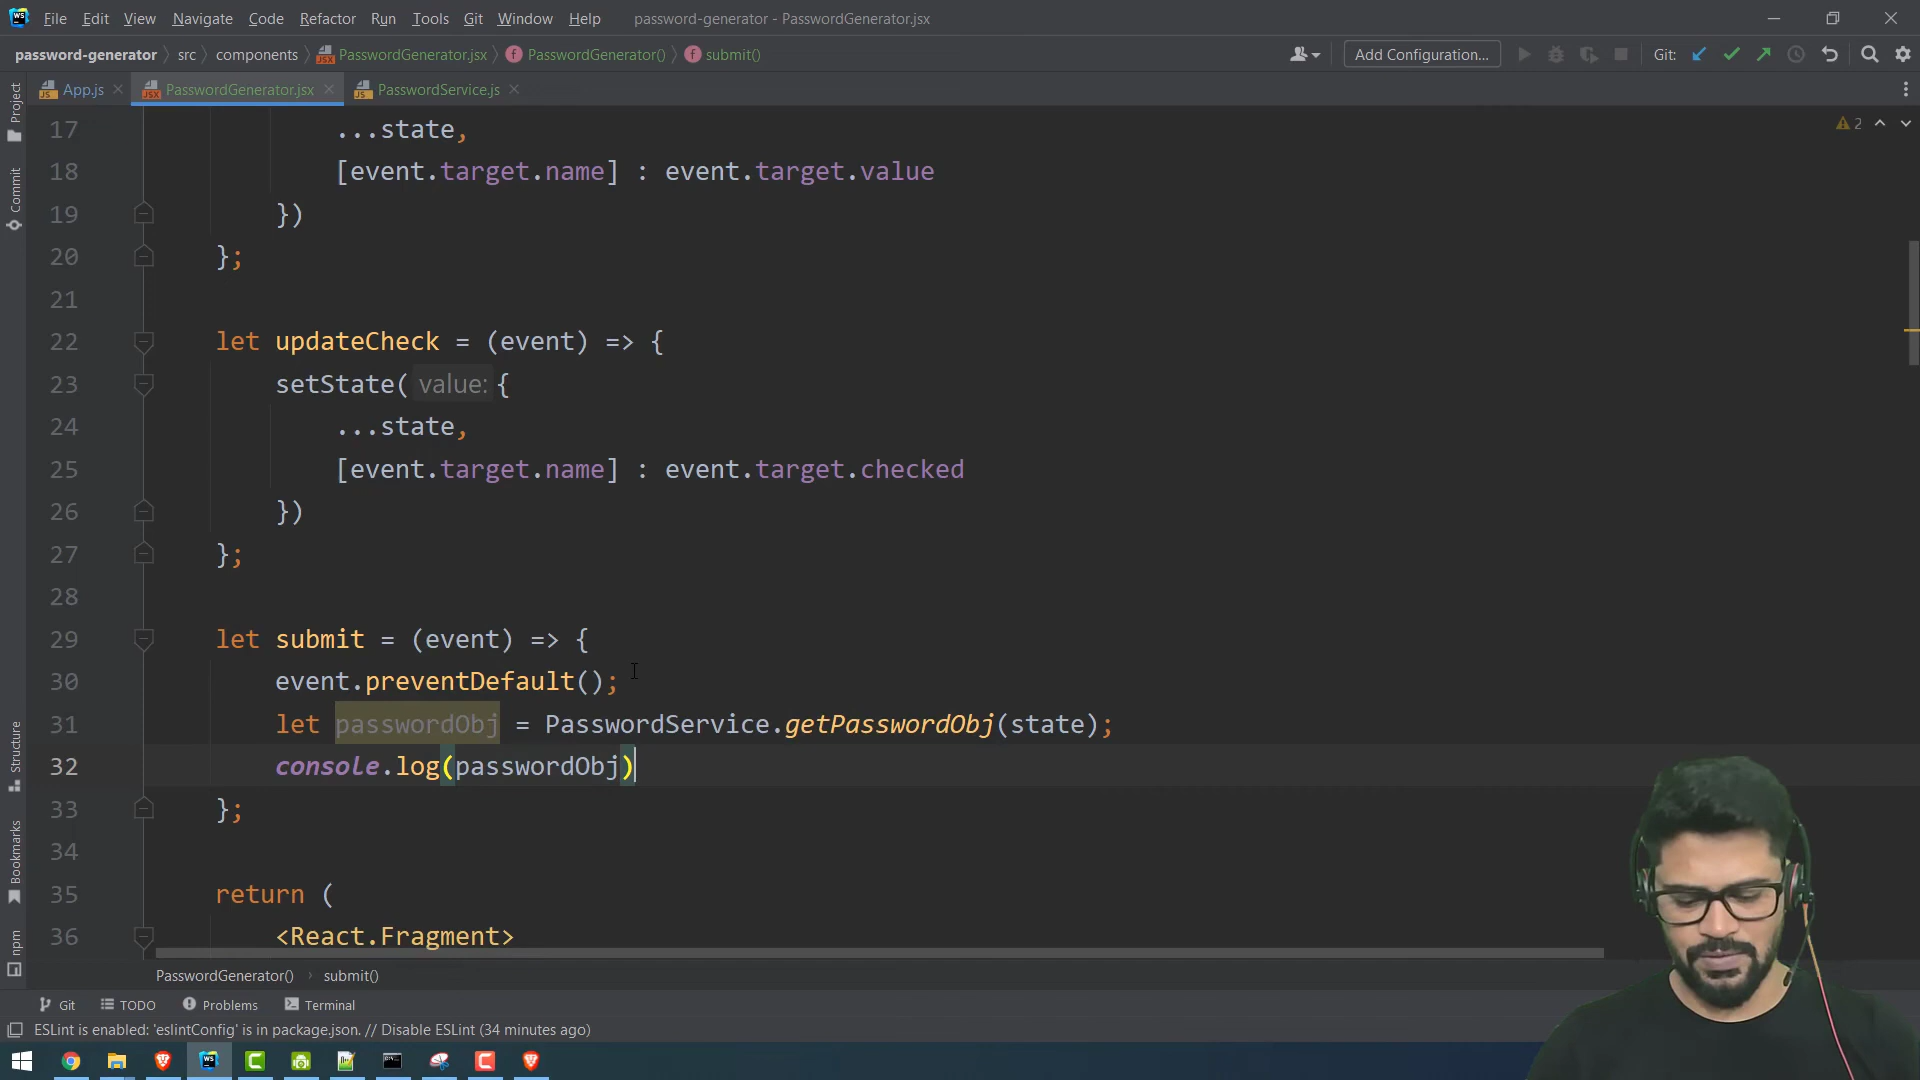 File Edit View Navigate Code Refactor Run Tools Git Window Help password-generator - PasswordGenerator.jsx
password-generator src components PasswordGenerator.jsx PasswordGenerator() submit() Add Configuration... Git:
App.js PasswordGenerator.jsx PasswordService.js
Project
Commit
Structure
Bookmarks
npm
2
17 ...state,
18 [event.target.name] : event.target.value
19 })
20 };
21
22 let updateCheck = (event) => {
23 setState( value: {
24 ...state,
25 [event.target.name] : event.target.checked
26 })
27 };
28
29 let submit = (event) => {
30 event.preventDefault();
31 let passwordObj = PasswordService.getPasswordObj(state);
32 console.log(passwordObj)
33 };
34
35 return (
36 <React.Fragment>
PasswordGenerator() submit()
Git TODO Problems Terminal
ESLint is enabled: 'eslintConfig' is in package.json. // Disable ESLint (34 minutes ago)